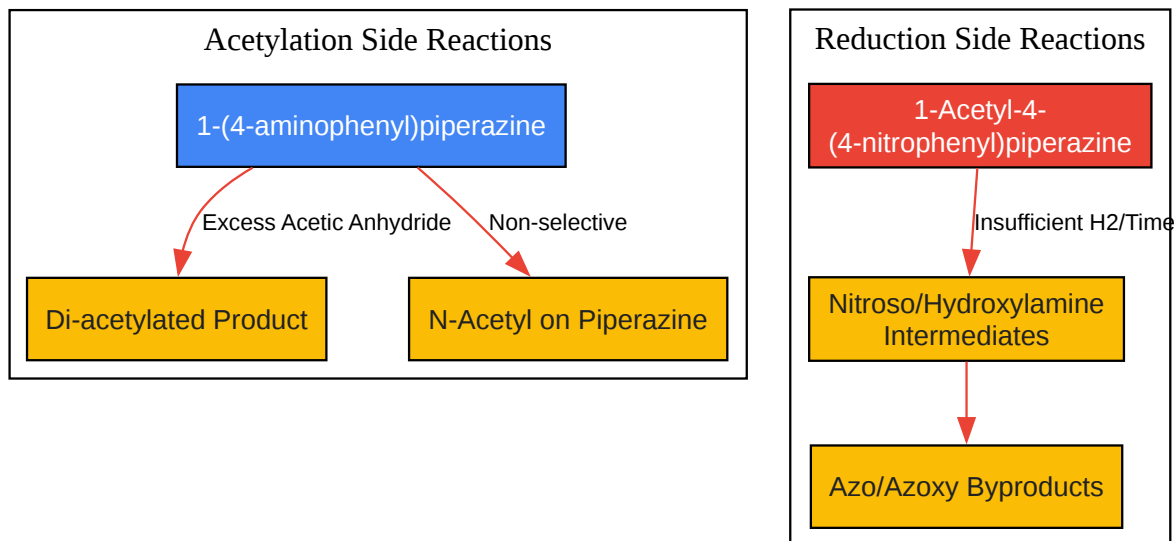 Acetylation Side Reactions
1-(4-aminophenyl)piperazine
Excess Acetic Anhydride
Non-selective
Di-acetylated Product
N-Acetyl on Piperazine
Reduction Side Reactions
1-Acetyl-4-
(4-nitrophenyl)piperazine
Insufficient H2/Time
Nitroso/Hydroxylamine
Intermediates
Azo/Azoxy Byproducts